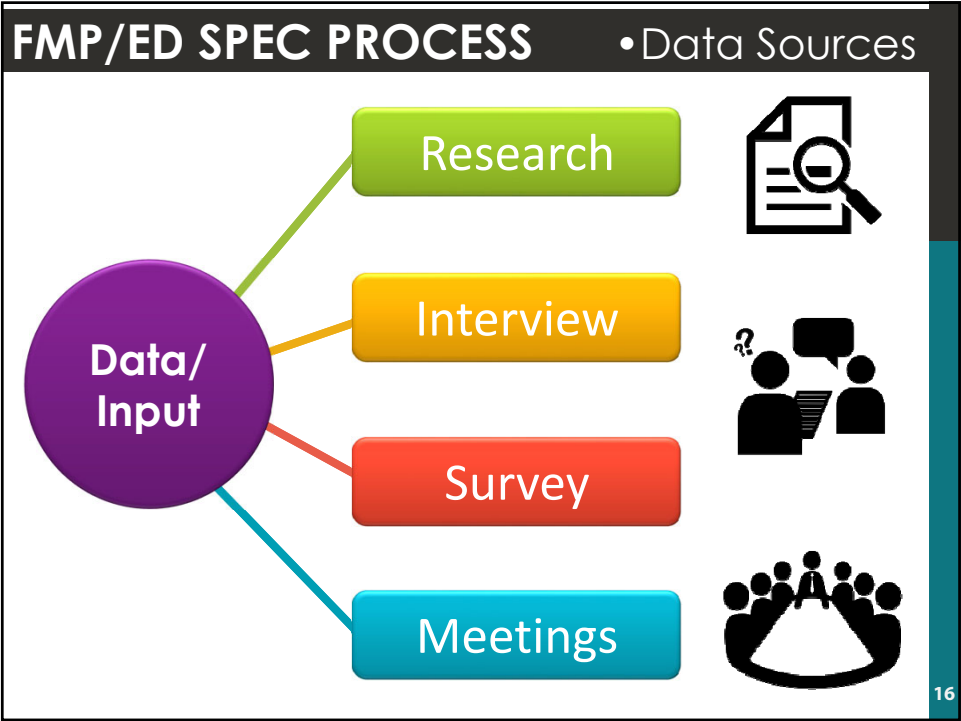 FMP/ED SPEC PROCESS •Data Sources
Research
Interview
??
Data/
Input
Survey
Meetings
16